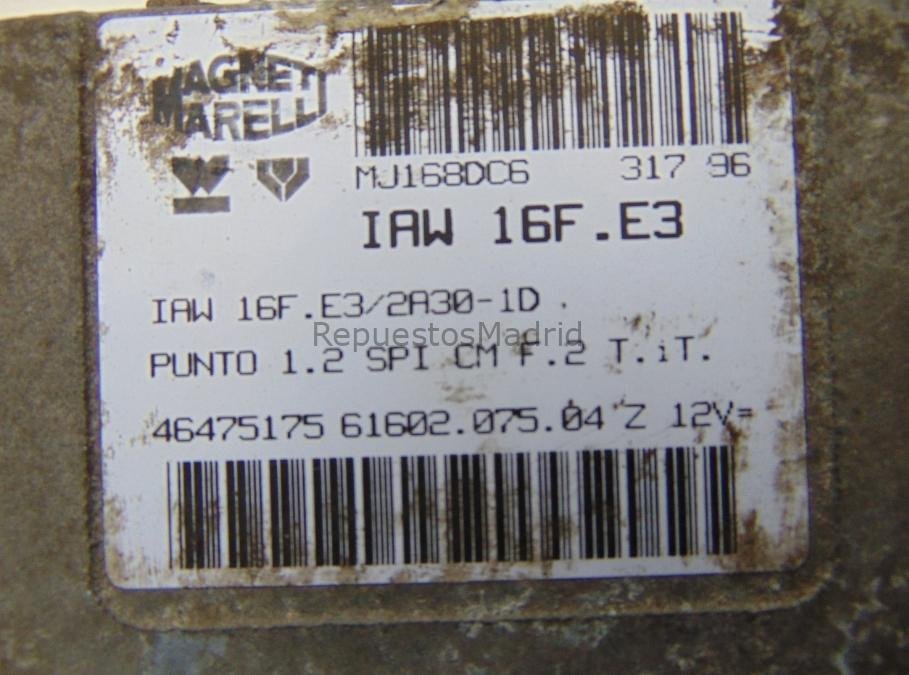 MAGNETI
MARELLI
MJ168DC6 317 96
IAW 16F.E3
IAW 16F.E3/2A30-1D
RepuestosMadrid
PUNTO 1.2 SPI CM F.2 T.iT.
46475175 61602.075.04 Z 12V=